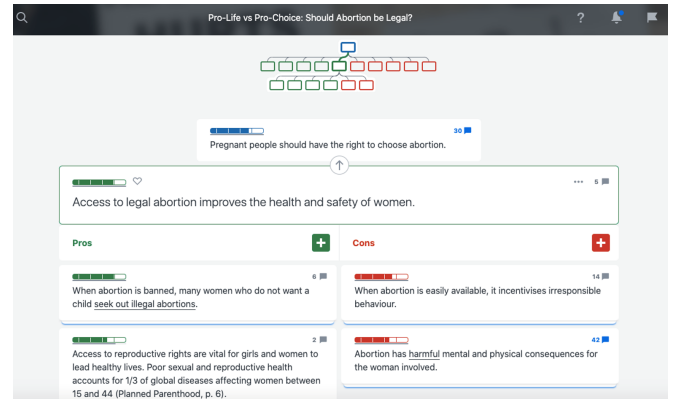 Pro-Life vs Pro-Choice: Should Abortion be Legal?
?
30
Pregnant people should have the right to choose abortion.
5
Access to legal abortion improves the health and safety of women.
Pros
+
Cons
+
6
When abortion is banned, many women who do not want a
child seek out illegal abortions.
14
When abortion is easily available, it incentivises irresponsible
behaviour.
2
Access to reproductive rights are vital for girls and women to
lead healthy lives. Poor sexual and reproductive health
accounts for 1/3 of global diseases affecting women between
15 and 44 (Planned Parenthood, p. 6).
42
Abortion has harmful mental and physical consequences for
the woman involved.